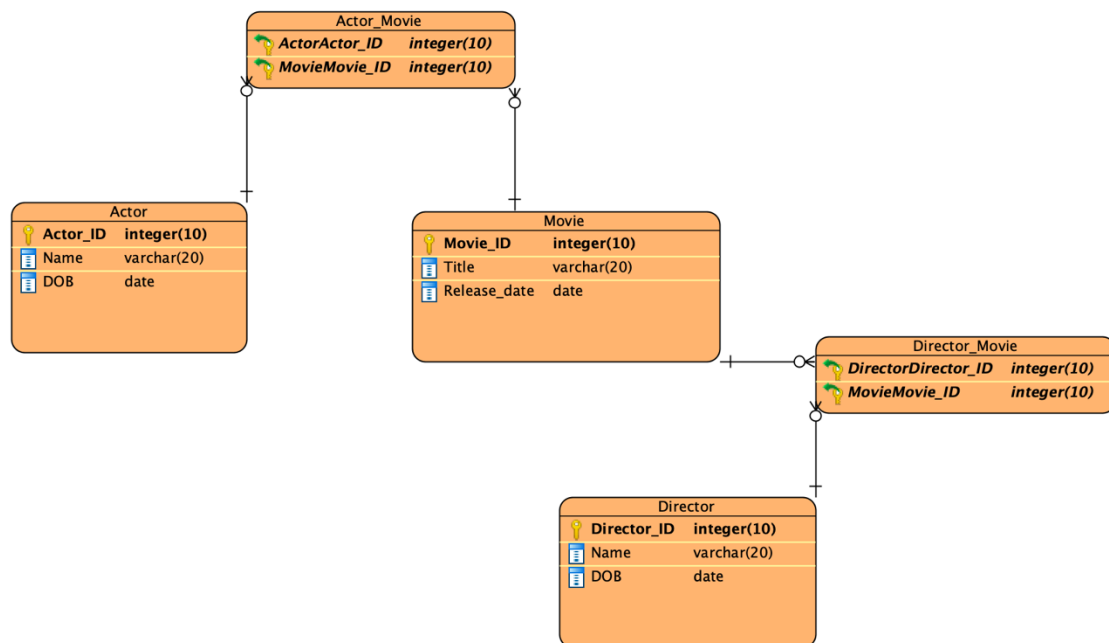 Actor_Movie
ActorActor_ID integer(10)
MovieMovie_ID integer(10)
Actor
Actor_ID integer(10)
Name varchar(20)
DOB date
Movie
Movie_ID integer(10)
Title varchar(20)
Release_date date
Director_Movie
DirectorDirector_ID integer(10)
MovieMovie_ID integer(10)
Director
Director_ID integer(10)
Name varchar(20)
DOB date